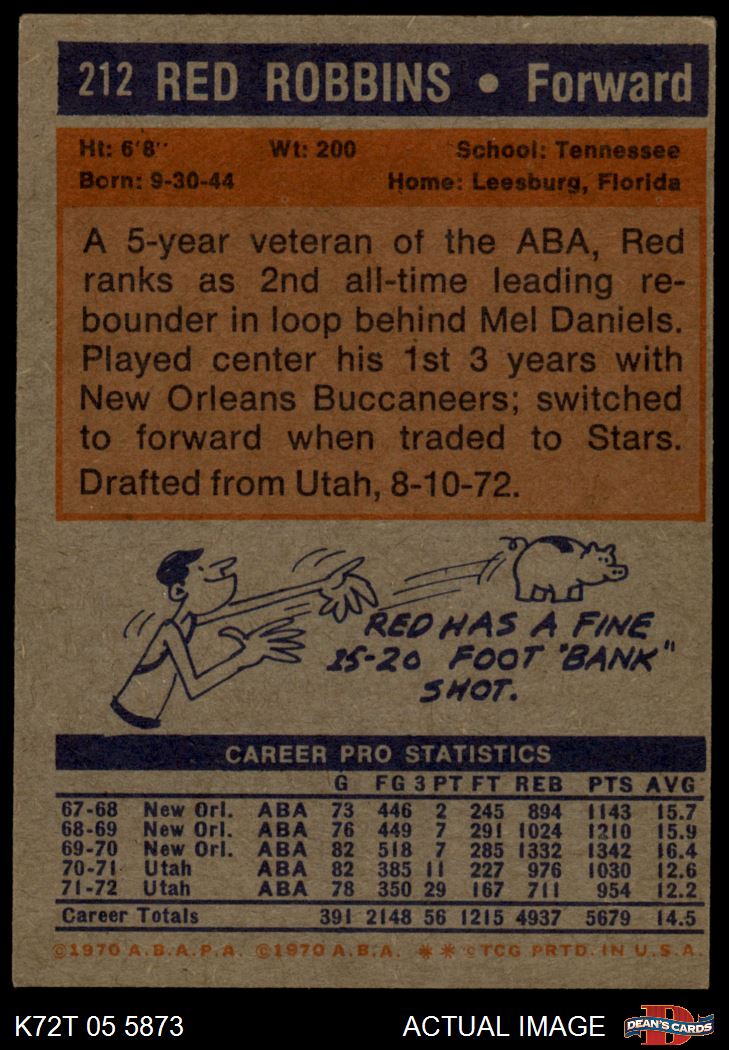 212 RED ROBBINS • Forward
Ht: 6'8" Wt: 200 School: Tennessee
Born: 9-30-44 Home: Leesburg, Florida
A 5-year veteran of the ABA, Red
ranks as 2nd all-time leading re-
bounder in loop behind Mel Daniels.
Played center his 1st 3 years with
New Orleans Buccaneers; switched
to forward when traded to Stars.
Drafted from Utah, 8-10-72.
RED HAS A FINE
15-20 FOOT "BANK"
SHOT.
CAREER PRO STATISTICS
G FG 3 PT FT REB PTS AVG
67-68 New Orl. ABA 73 446 2 245 894 1143 15.7
68-69 New Orl. ABA 76 449 7 291 1024 1210 15.9
69-70 New Orl. ABA 82 518 7 285 1332 1342 16.4
70-71 Utah ABA 82 385 11 227 976 1030 12.6
71-72 Utah ABA 78 350 29 167 711 954 12.2
Career Totals 391 2148 56 1215 4937 5679 14.5
©1970 A.B.A.P.A. ©1970 A.B.A. ** ©TCG PRTD. IN U.S.A.
K72T 05 5873 ACTUAL IMAGE D DEAN'S CARDS